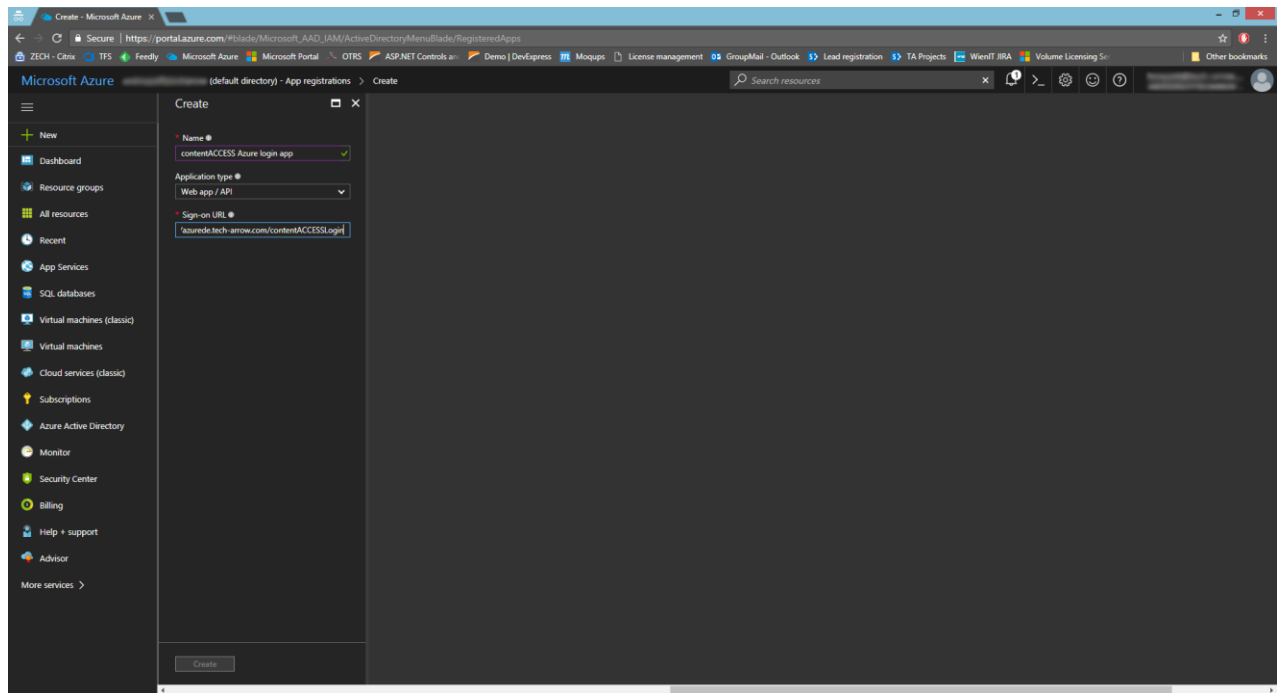 Create - Microsoft Azure
Secure | https://portal.azure.com/#blade/Microsoft_AAD_IAM/ActiveDirectoryMenuBlade/RegisteredApps
ZECH - Citrix TFS Feedly Microsoft Azure Microsoft Portal OTRS ASP.NET Controls an Demo | DevExpress Moqups License management GroupMail - Outlook Lead registration TA Projects WienIT JIRA Volume Licensing Se Other bookmarks
Microsoft Azure (default directory) - App registrations > Create Search resources 1
Create
New
* Name
Dashboard
contentACCESS Azure login app
Application type
Resource groups
Web app / API
All resources
* Sign-on URL
'azurede.tech-arrow.com/contentACCESSLogin
Recent
App Services
SQL databases
Virtual machines (classic)
Virtual machines
Cloud services (classic)
Subscriptions
Azure Active Directory
Monitor
Security Center
Billing
Help + support
Advisor
More services >
Create